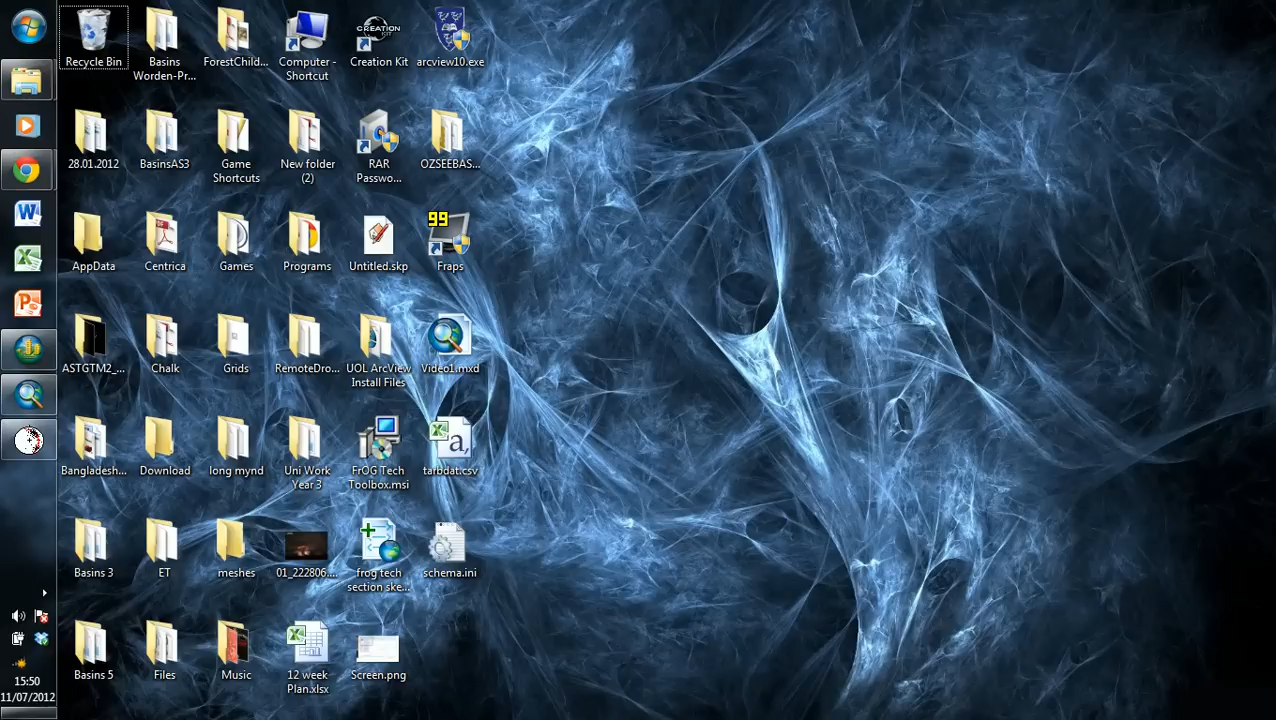 Recycle Bin
Basins
Worden-Pr...
ForestChild...
Computer -
Shortcut
CREATION
KIT
Creation Kit
arcview10.exe
28.01.2012
BasinsAS3
Game
Shortcuts
New folder
(2)
RAR
Passwo...
OZSEEBAS...
AppData
Centrica
Games
Programs
Untitled.skp
99
Fraps
ASTGTM2_...
Chalk
Grids
RemoteDro...
UOL ArcView
Install Files
Video1.mxd
Bangladesh...
Download
long mynd
Uni Work
Year 3
FrOG Tech
Toolbox.msi
a,
tarbdat.csv
Basins 3
ET
meshes
01_222806....
frog tech
section ske...
schema.ini
Basins 5
Files
Music
12 week
Plan.xlsx
Screen.png
15:50
11/07/2012